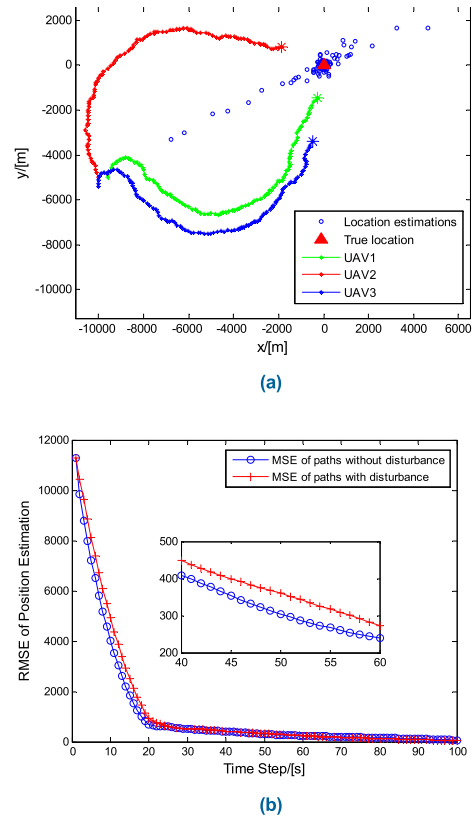 2000
0
-2000
-4000
-6000
-8000
-10000
y/[m]
Location estimations
True location
UAV1
UAV2
UAV3
-10000 -8000 -6000 -4000 -2000 0 2000 4000 6000
x/[m]
(a)
12000
10000
8000
6000
4000
2000
0
RMSE of Position Estimation
MSE of paths without disturbance
MSE of paths with disturbance
500
400
300
200
40 45 50 55 60
0 10 20 30 40 50 60 70 80 90 100
Time Step/[s]
(b)